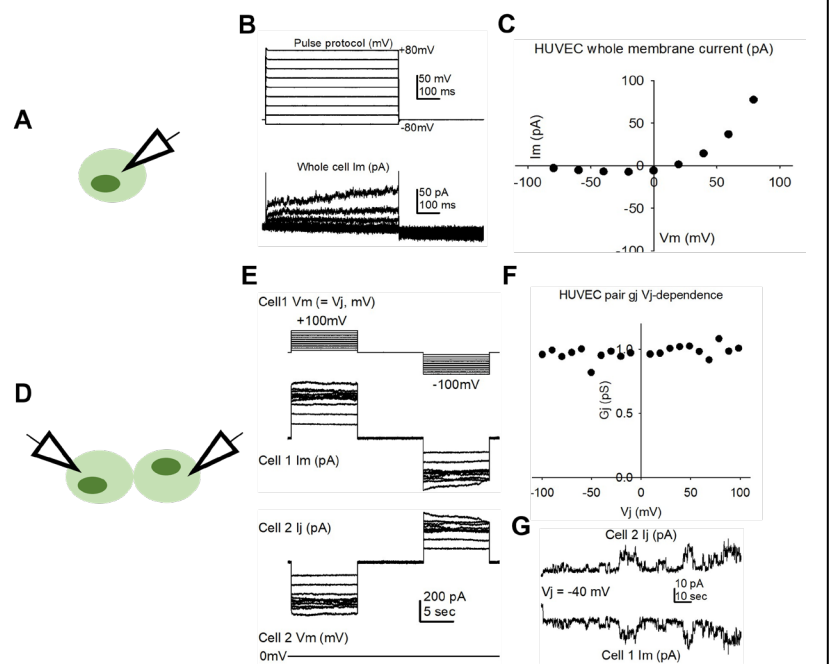 A
B
Pulse protocol (mV)
+80mV
50 mV
100 ms
-80mV
Whole cell Im (pA)
50 pA
100 ms
C
HUVEC whole membrane current (pA)
100
50
0
-50
-100
Im (pA)
-100
-50
0
50
100
Vm (mV)
D
E
Cell1 Vm (= Vj, mV)
+100mV
-100mV
Cell 1 Im (pA)
Cell 2 Ij (pA)
200 pA
5 sec
Cell 2 Vm (mV)
0mV
F
HUVEC pair gj Vj-dependence
1.0
0.5
0.0
Gj (pS)
-100
-50
0
50
100
Vj (mV)
G
Cell 2 Ij (pA)
Vj = -40 mV
10 pA
10 sec
Cell 1 Im (pA)